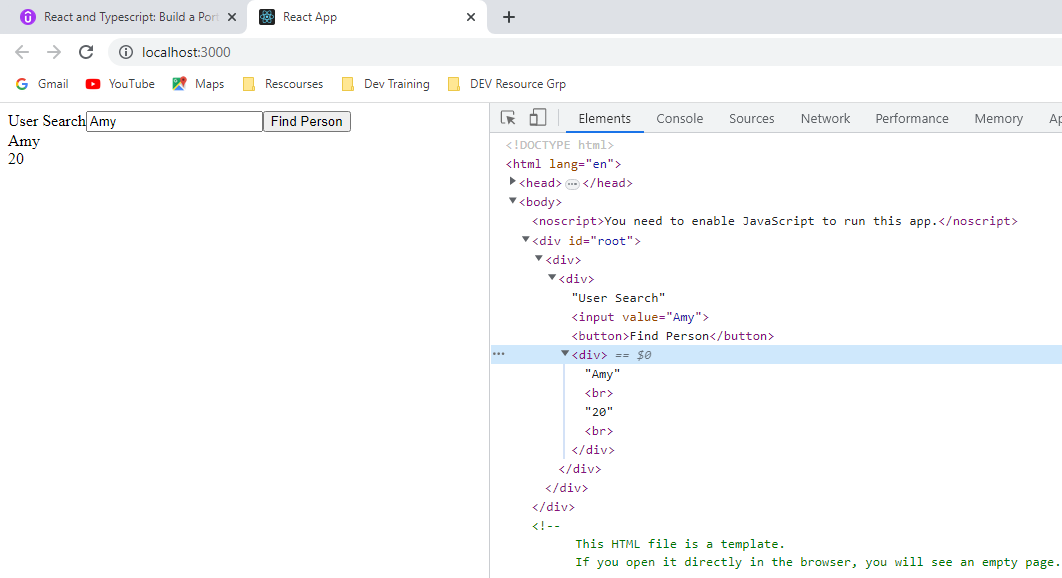 React and Typescript: Build a Port
React App
localhost:3000
Gmail
YouTube
Maps
Rescourses
Dev Training
DEV Resource Grp
User Search Amy Find Person
Amy
20
Elements
Console
Sources
Network
Performance
Memory
Ap
<!DOCTYPE html>
<html lang="en">
<head> ••• </head>
<body>
<noscript>You need to enable JavaScript to run this app.</noscript>
<div id="root">
<div>
<div>
"User Search"
<input value="Amy">
<button>Find Person</button>
••• <div> == $0
"Amy"
<br>
"20"
<br>
</div>
</div>
</div>
</div>
<!--
This HTML file is a template.
If you open it directly in the browser, you will see an empty page.